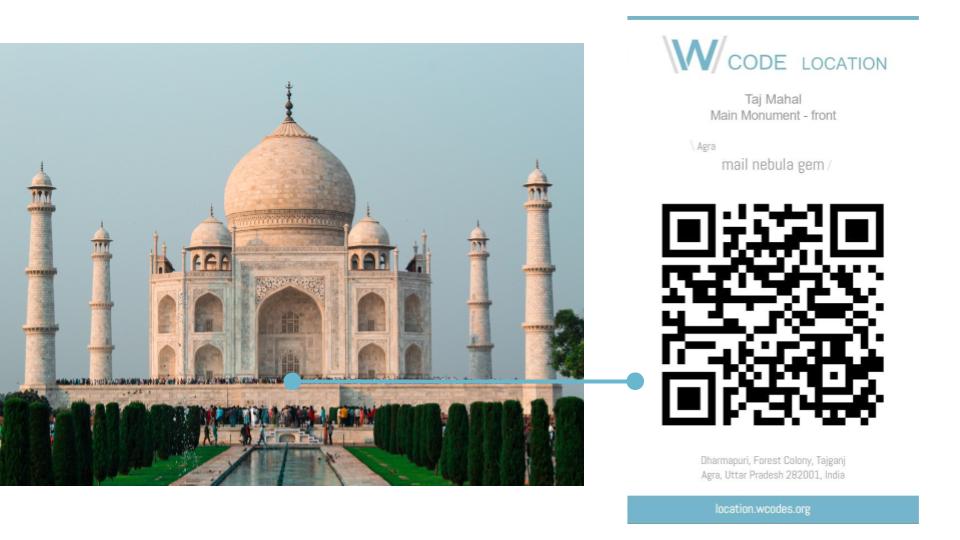 \W/ CODE LOCATION
Taj Mahal
Main Monument - front
\ Agra
mail nebula gem /
Dharmapuri, Forest Colony, Tajganj
Agra, Uttar Pradesh 282001, India
location.wcodes.org